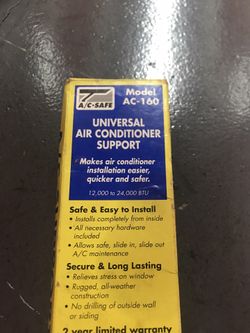 Model
A/C·SAFE AC-160
UNIVERSAL
AIR CONDITIONER
SUPPORT
Makes air conditioner
installation easier,
quicker and safer.
12,000 to 24,000 BTU
Safe & Easy to Install
• Installs completely from inside
• All necessary hardware
included
• Allows safe, slide in, slide out
A/C maintenance
Secure & Long Lasting
• Relieves stress on window
• Rugged, all-weather
construction
• No drilling of outside wall
or siding
2 year limited warranty